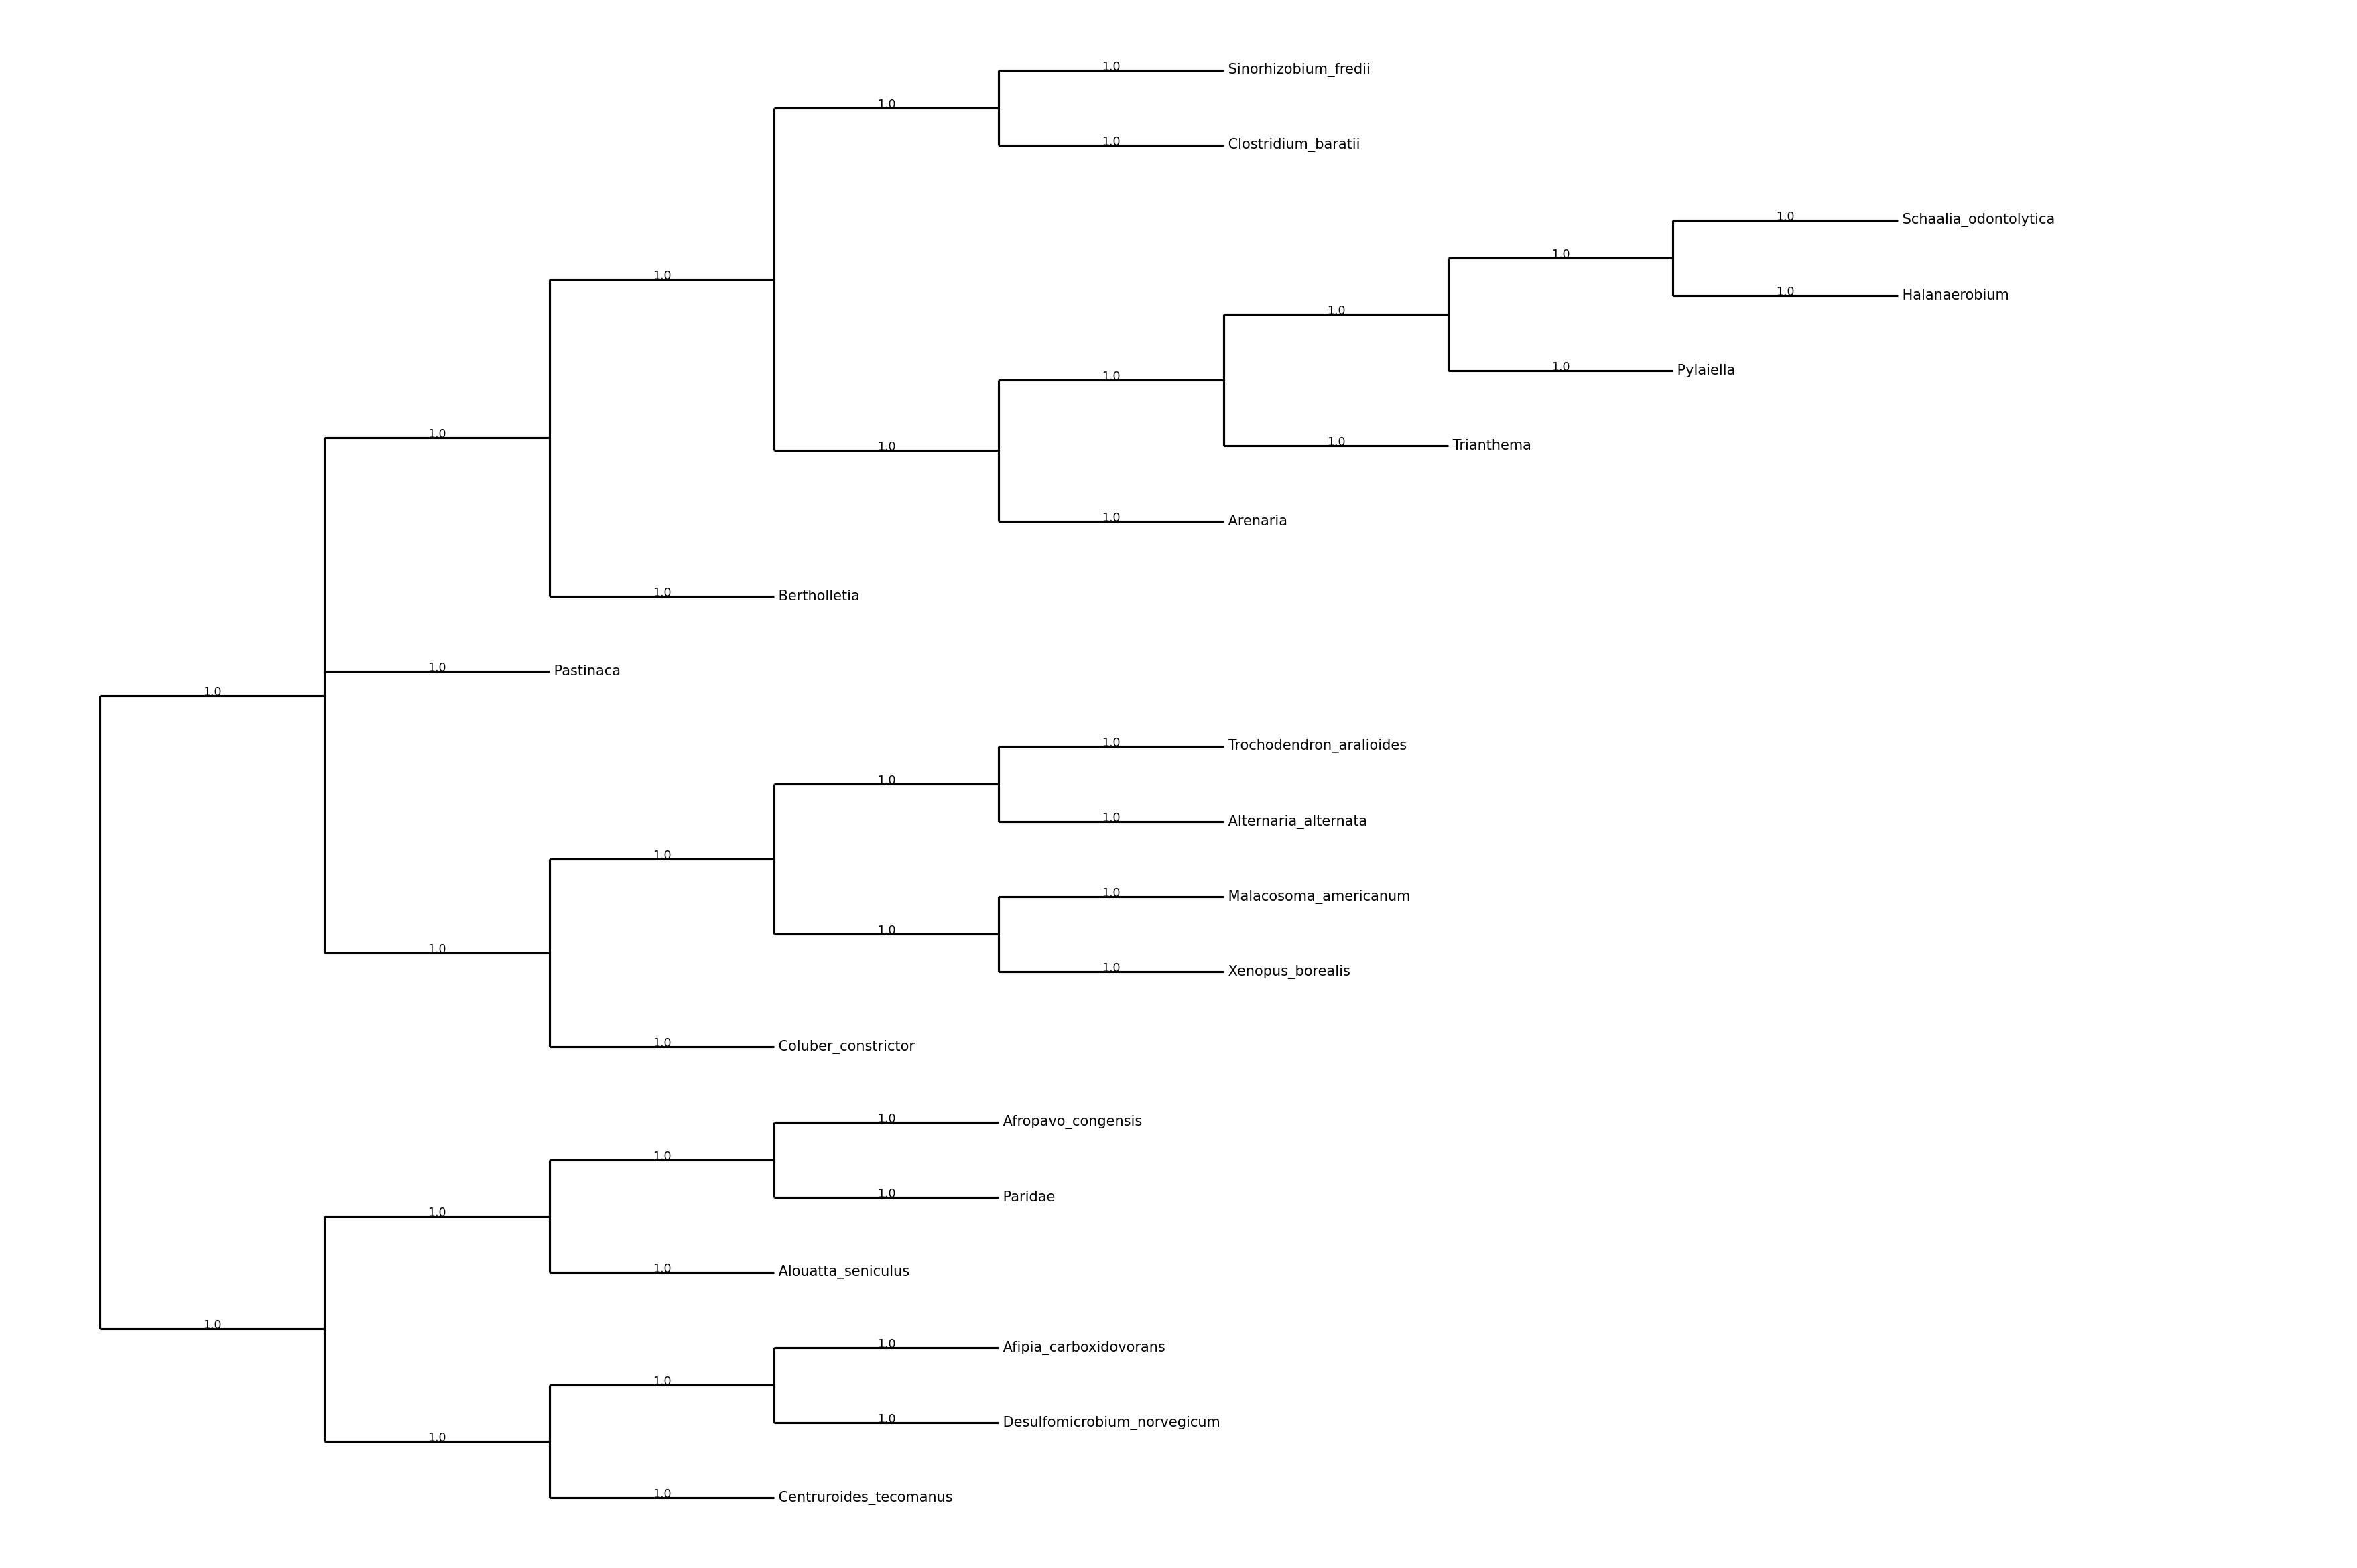 1.0 Sinorhizobium_fredii
1.0
1.0 Clostridium_baratii
1.0 Schaalia_odontolytica
1.0
1.0
1.0 Halanaerobium
1.0
1.0 Pylaiella
1.0
1.0
1.0 Trianthema
1.0
1.0 Arenaria
1.0 Bertholletia
1.0 Pastinaca
1.0
1.0 Trochodendron_aralioides
1.0
1.0 Alternaria_alternata
1.0
1.0 Malacosoma_americanum
1.0
1.0
1.0 Xenopus_borealis
1.0 Coluber_constrictor
1.0 Afropavo_congensis
1.0
1.0 Paridae
1.0
1.0 Alouatta_seniculus
1.0
1.0 Afipia_carboxidovorans
1.0
1.0 Desulfomicrobium_norvegicum
1.0
1.0 Centruroides_tecomanus